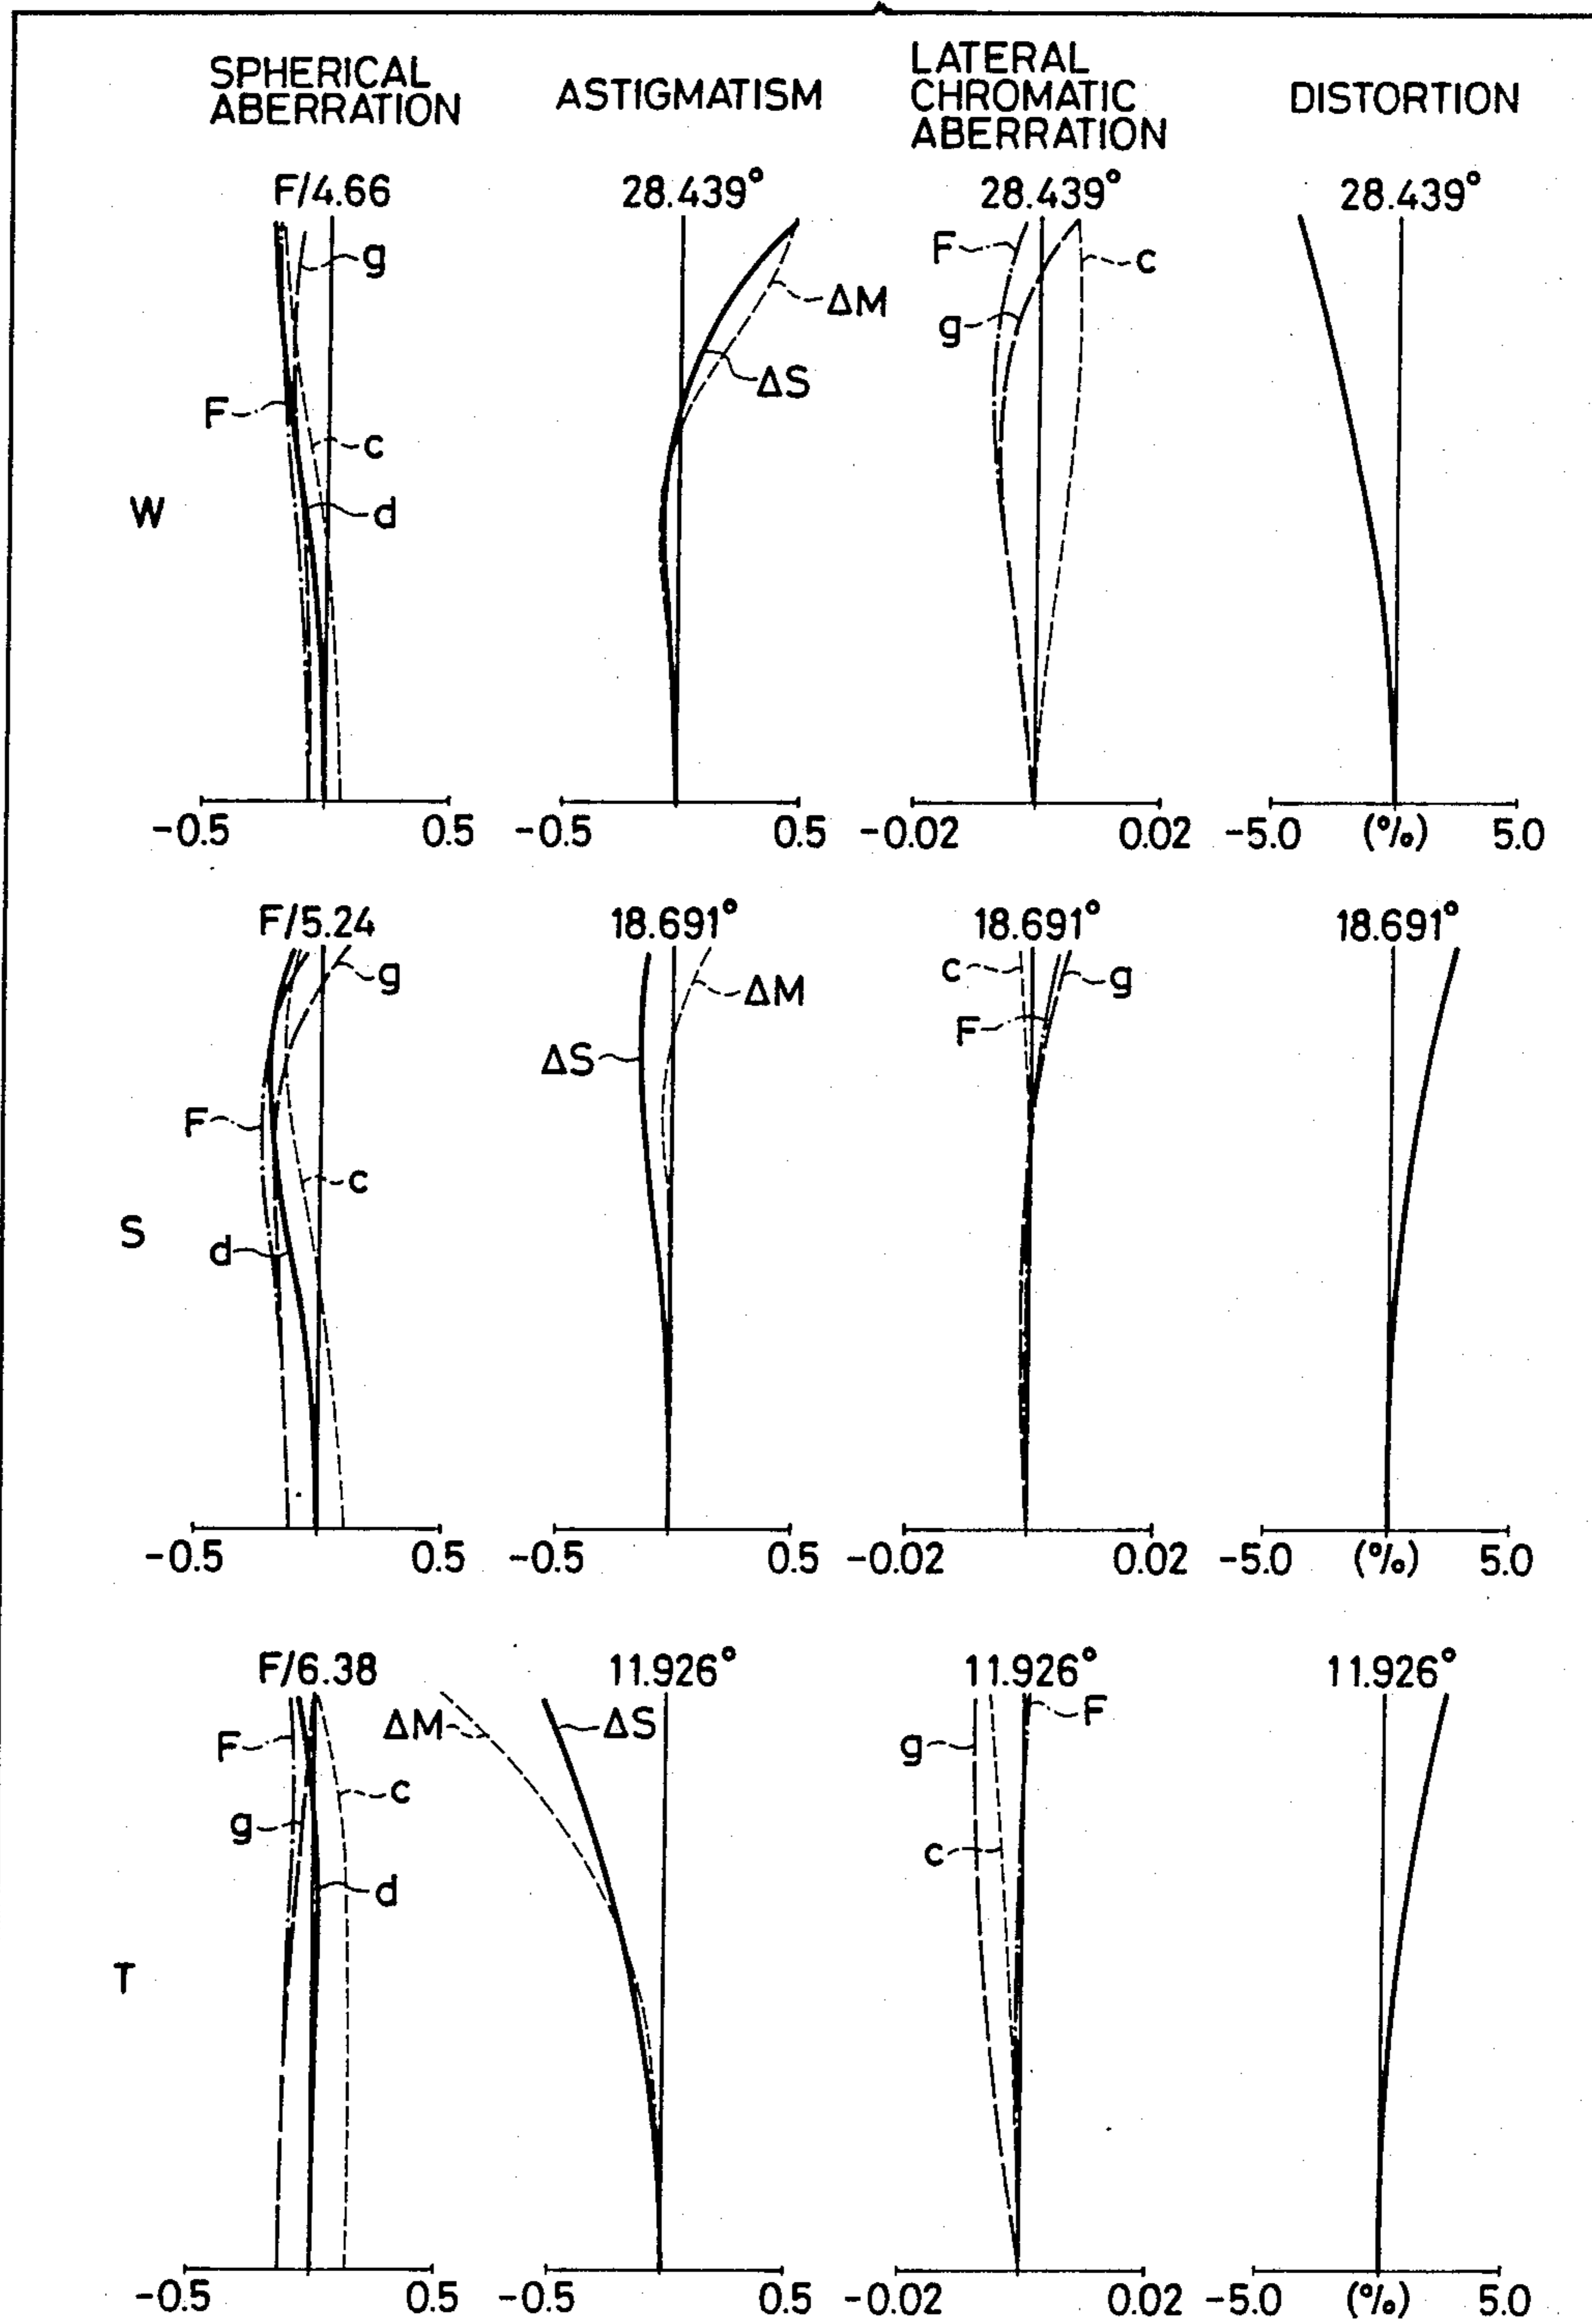 SPHERICAL
ABERRATION
ASTIGMATISM
LATERAL
CHROMATIC
ABERRATION
DISTORTION
W
F/4.66
g
F
c
d
-0.5 0.5
28.439°
ΔM
ΔS
-0.5 0.5
28.439°
F
c
g
-0.02 0.02
28.439°
-5.0 (%) 5.0
S
F/5.24
g
F
c
d
-0.5 0.5
18.691°
ΔM
ΔS
-0.5 0.5
18.691°
c
g
F
-0.02 0.02
18.691°
-5.0 (%) 5.0
T
F/6.38
F
c
g
d
-0.5 0.5
11.926°
ΔM ΔS
-0.5 0.5
11.926°
F
g
c
-0.02 0.02
11.926°
-5.0 (%) 5.0